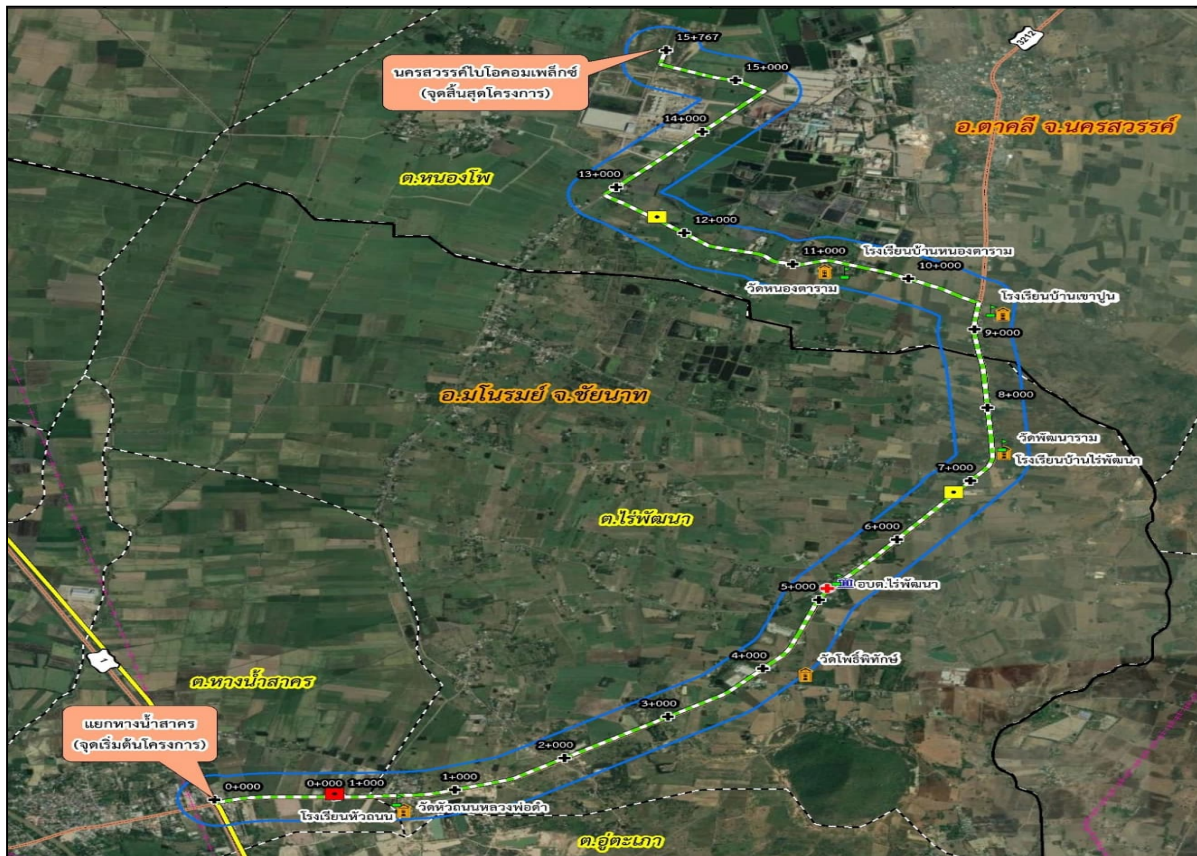 15+767
นครสวรรค์ไบโอคอมเพล็กซ์
(จุดสิ้นสุดโครงการ)
15+000
3212
14+000
อ.ตาคลี จ.นครสวรรค์
ต.หนองโพ
13+000
12+000
11+000
โรงเรียนบ้านหนองตาราม
10+000
วัดหนองตาราม
โรงเรียนบ้านเขาปูน
9+000
อ.มโนรมย์ จ.ชัยนาท
8+000
วัดพัฒนาราม
โรงเรียนบ้านไร่พัฒนา
7+000
ต.ไร่พัฒนา
6+000
5+000
อบต.ไร่พัฒนา
1
4+000
วัดโพธิ์พิทักษ์
ต.หางน้ำสาคร
3+000
แยกหางน้ำสาคร
(จุดเริ่มต้นโครงการ)
2+000
0+000
0+000
1+000
1+000
โรงเรียนหัวถนน
วัดหัวถนนหลวงพ่อดำ
ต.อู่ตะเภา